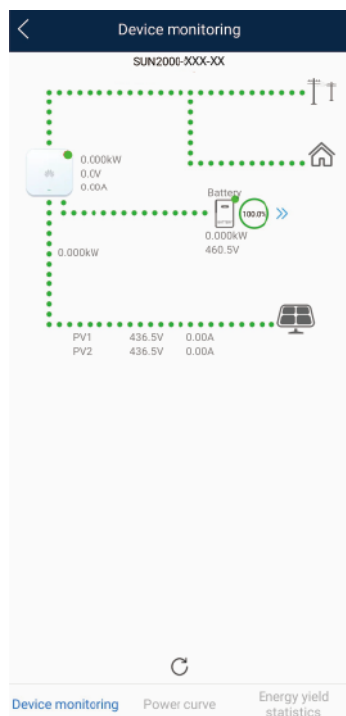 Device monitoring
SUN2000-XXX-XX
0.000kW
0.0V
0.00A
Battery
100.0%
0.000kW
460.5V
0.000kW
PV1 436.5V 0.00A
PV2 436.5V 0.00A
Device monitoring
Power curve
Energy yield
statistics